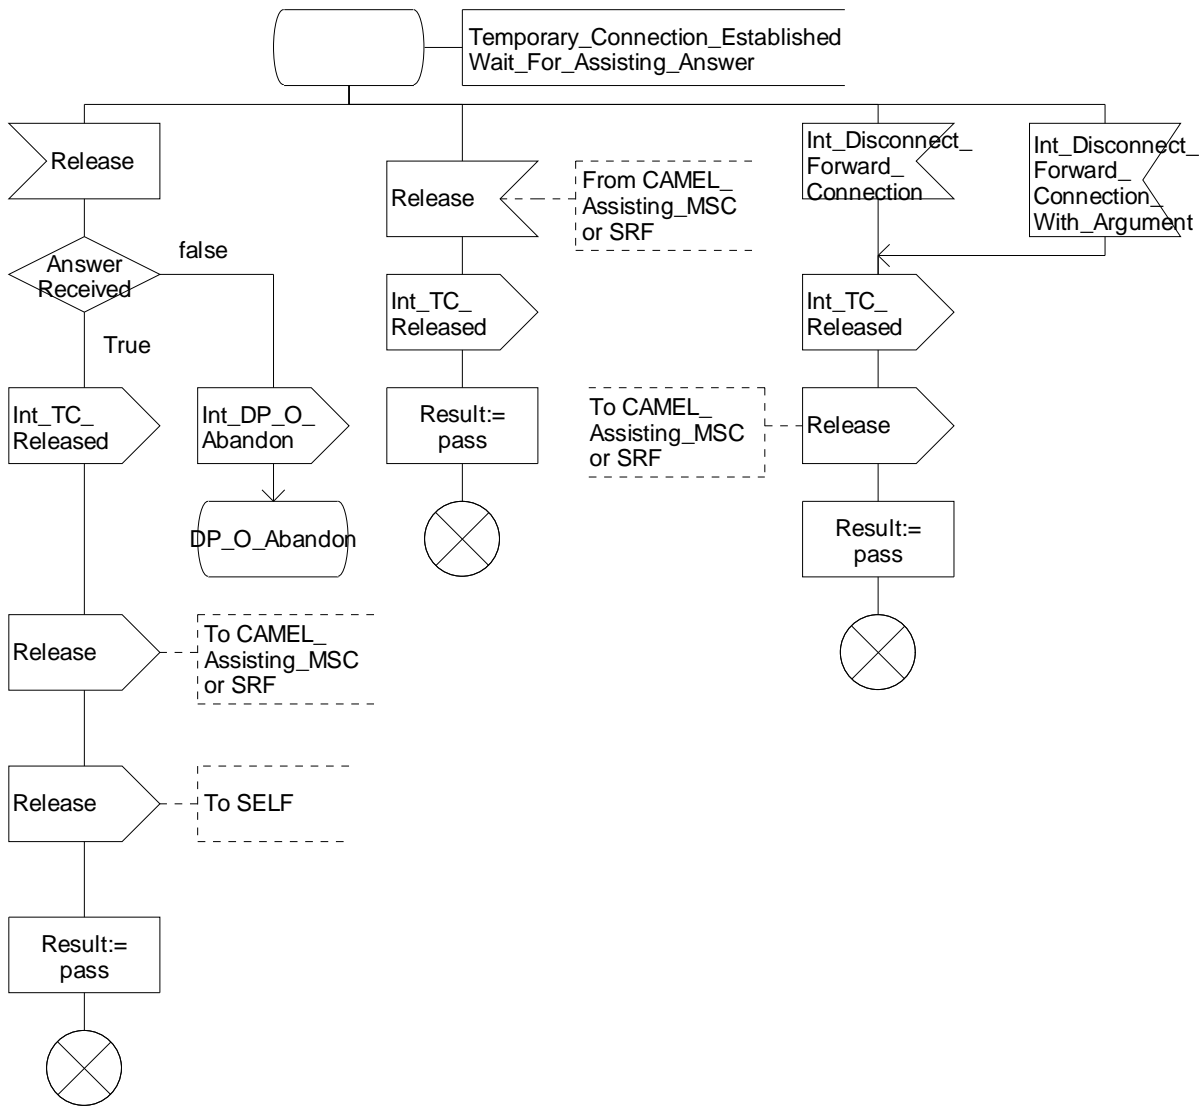 Temporary_Connection_Established
Wait_For_Assisting_Answer
Release
Release
From CAMEL_
Assisting_MSC
or SRF
Int_Disconnect_
Forward_
Connection
Int_Disconnect_
Forward_
Connection_
With_Argument
Answer
Received
false
True
Int_TC_
Released
Int_TC_
Released
Int_TC_
Released
Int_DP_O_
Abandon
Result:=
pass
To CAMEL_
Assisting_MSC
or SRF
Release
DP_O_Abandon
Result:=
pass
Release
To CAMEL_
Assisting_MSC
or SRF
Release
To SELF
Result:=
pass